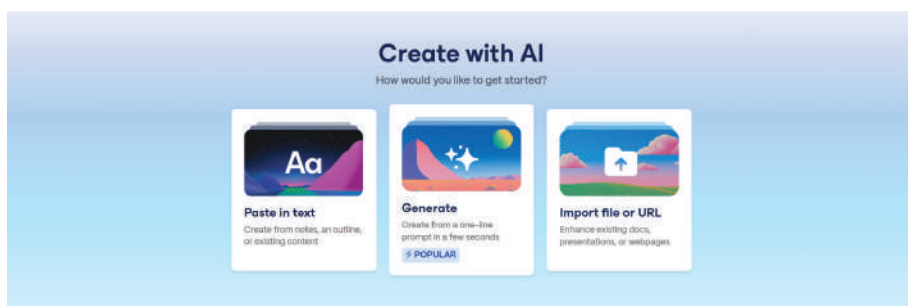 Create with AI
How would you like to get started?
Aa
Paste in text
Create from notes, an outline,
or existing content
Generate
Create from a one-line
prompt in a few seconds
POPULAR
Import file or URL
Enhance existing docs,
presentations, or webpages